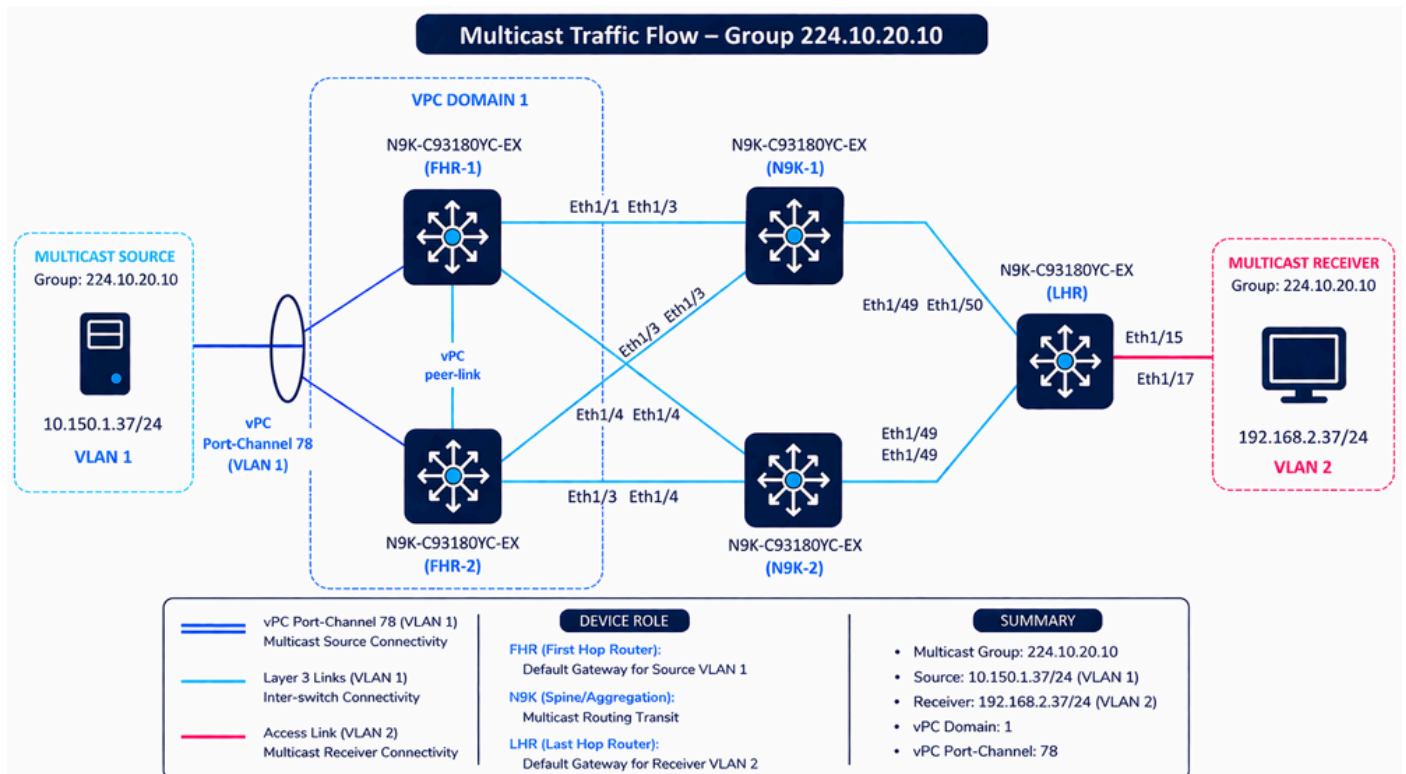 Multicast Traffic Flow – Group 224.10.20.10
VPC DOMAIN 1
N9K-C93180YC-EX
(FHR-1)
N9K-C93180YC-EX
(N9K-1)
Eth1/1 Eth1/3
MULTICAST SOURCE
Group: 224.10.20.10
10.150.1.37/24
VLAN 1
vPC
Port-Channel 78
(VLAN 1)
vPC
peer-link
Eth1/3 Eth1/3
Eth1/4 Eth1/4
Eth1/3 Eth1/4
N9K-C93180YC-EX
(FHR-2)
N9K-C93180YC-EX
(N9K-2)
N9K-C93180YC-EX
(LHR)
Eth1/49 Eth1/50
Eth1/49
Eth1/49
Eth1/15
Eth1/17
MULTICAST RECEIVER
Group: 224.10.20.10
192.168.2.37/24
VLAN 2
vPC Port-Channel 78 (VLAN 1)
Multicast Source Connectivity
Layer 3 Links (VLAN 1)
Inter-switch Connectivity
Access Link (VLAN 2)
Multicast Receiver Connectivity
DEVICE ROLE
FHR (First Hop Router):
Default Gateway for Source VLAN 1
N9K (Spine/Aggregation):
Multicast Routing Transit
LHR (Last Hop Router):
Default Gateway for Receiver VLAN 2
SUMMARY
• Multicast Group: 224.10.20.10
• Source: 10.150.1.37/24 (VLAN 1)
• Receiver: 192.168.2.37/24 (VLAN 2)
• vPC Domain: 1
• vPC Port-Channel: 78